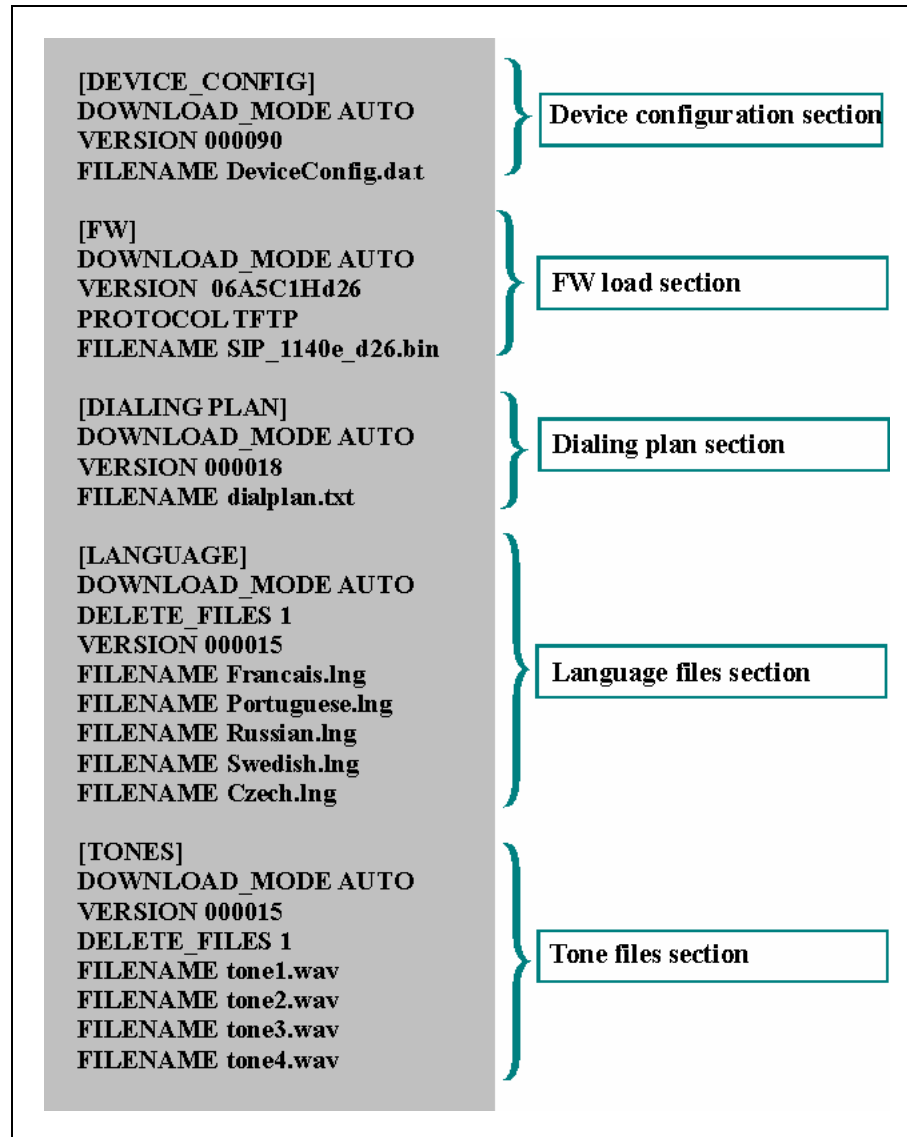 [DEVICE_CONFIG]
DOWNLOAD_MODE AUTO
VERSION 000090
FILENAME DeviceConfig.dat
Device configuration section
[FW]
DOWNLOAD_MODE AUTO
VERSION 06A5C1Hd26
PROTOCOL TFTP
FILENAME SIP_1140e_d26.bin
FW load section
[DIALING PLAN]
DOWNLOAD_MODE AUTO
VERSION 000018
FILENAME dialplan.txt
Dialing plan section
[LANGUAGE]
DOWNLOAD_MODE AUTO
DELETE_FILES 1
VERSION 000015
FILENAME Francais.lng
FILENAME Portuguese.lng
FILENAME Russian.lng
FILENAME Swedish.lng
FILENAME Czech.lng
Language files section
[TONES]
DOWNLOAD_MODE AUTO
VERSION 000015
DELETE_FILES 1
FILENAME tone1.wav
FILENAME tone2.wav
FILENAME tone3.wav
FILENAME tone4.wav
Tone files section